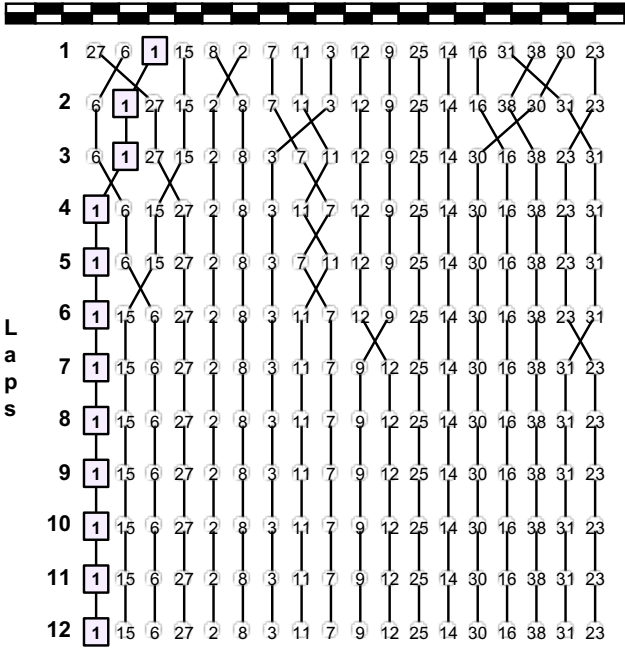 1 27 6 1 15 8 2 7 11 3 12 9 25 14 16 31 38 30 23
2 6 1 27 15 2 8 7 11 3 12 9 25 14 16 38 30 31 23
3 6 1 27 15 2 8 3 7 11 12 9 25 14 30 16 38 23 31
4 1 6 15 27 2 8 3 11 7 12 9 25 14 30 16 38 23 31
5 1 6 15 27 2 8 3 7 11 12 9 25 14 30 16 38 23 31
6 1 15 6 27 2 8 3 11 7 12 9 25 14 30 16 38 23 31
7 1 15 6 27 2 8 3 11 7 9 12 25 14 30 16 38 31 23
8 1 15 6 27 2 8 3 11 7 9 12 25 14 30 16 38 31 23
9 1 15 6 27 2 8 3 11 7 9 12 25 14 30 16 38 31 23
10 1 15 6 27 2 8 3 11 7 9 12 25 14 30 16 38 31 23
11 1 15 6 27 2 8 3 11 7 9 12 25 14 30 16 38 31 23
12 1 15 6 27 2 8 3 11 7 9 12 25 14 30 16 38 31 23
Laps